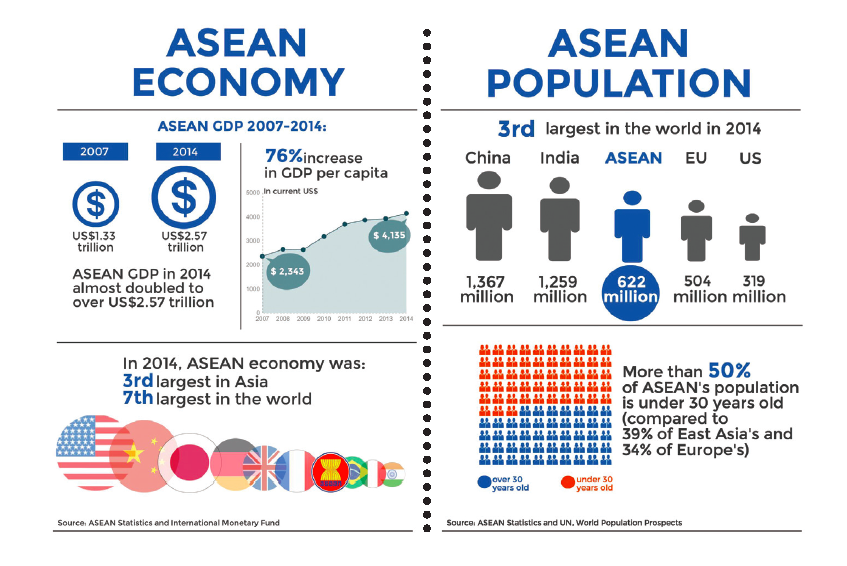 ASEAN
ECONOMY
ASEAN GDP 2007-2014:
2007
2014
$
$
US$1.33
trillion
US$2.57
trillion
ASEAN GDP in 2014
almost doubled to
over US$2.57 trillion
76% increase
in GDP per capita
In current US$
5000
4000
3000
2000
1000
0
$ 2,343
$ 4,135
2007 2008 2009 2010 2011 2012 2013 2014
In 2014, ASEAN economy was:
3rd largest in Asia
7th largest in the world
Source: ASEAN Statistics and International Monetary Fund
ASEAN
POPULATION
3rd largest in the world in 2014
China India ASEAN EU US
1,367
million
1,259
million
622
million
504
million
319
million
More than 50%
of ASEAN's population
is under 30 years old
(compared to
39% of East Asia's and
34% of Europe's)
over 30
years old
under 30
years old
Source: ASEAN Statistics and UN, World Population Prospects